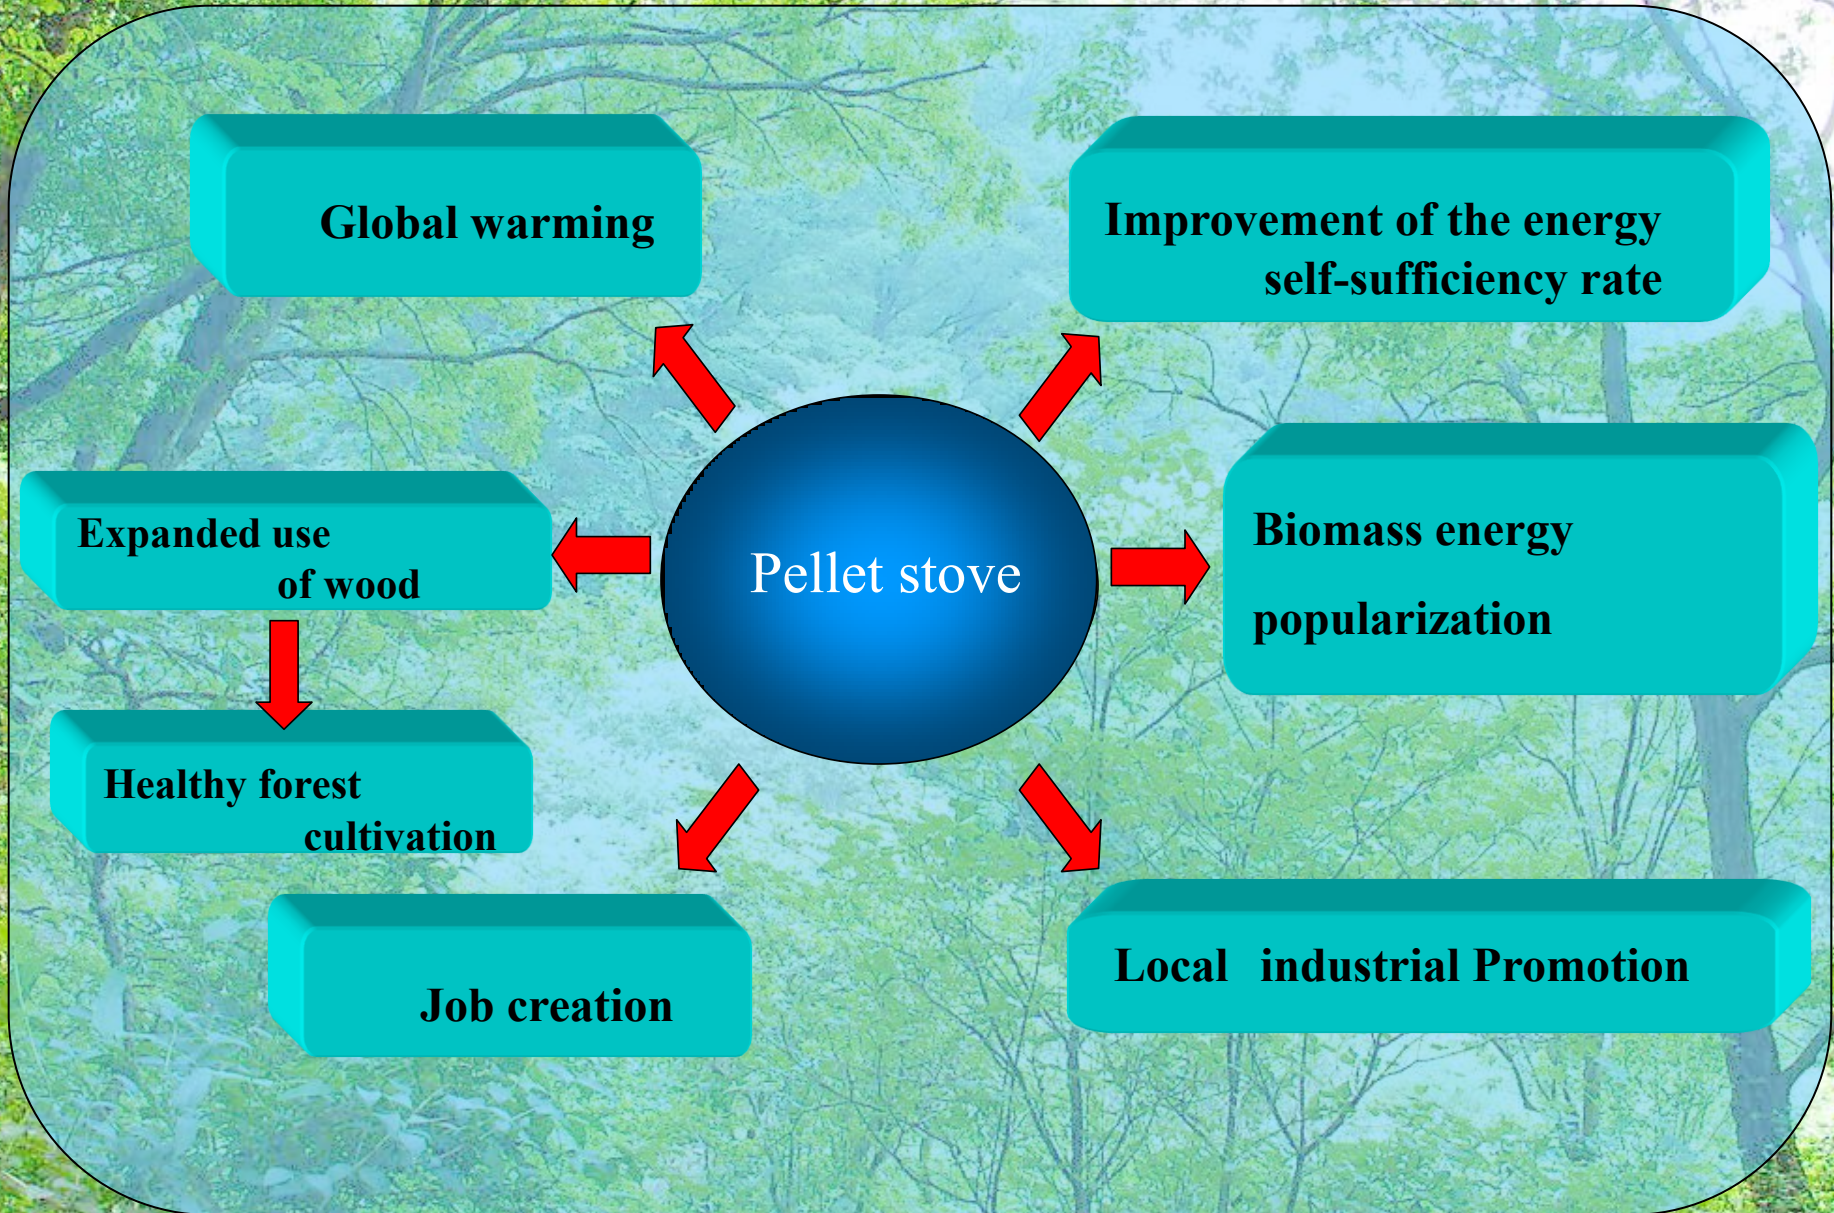 Global warming
Improvement of the energy
self-sufficiency rate
Expanded use
of wood
Pellet stove
Biomass energy
popularization
Healthy forest
cultivation
Job creation
Local industrial Promotion